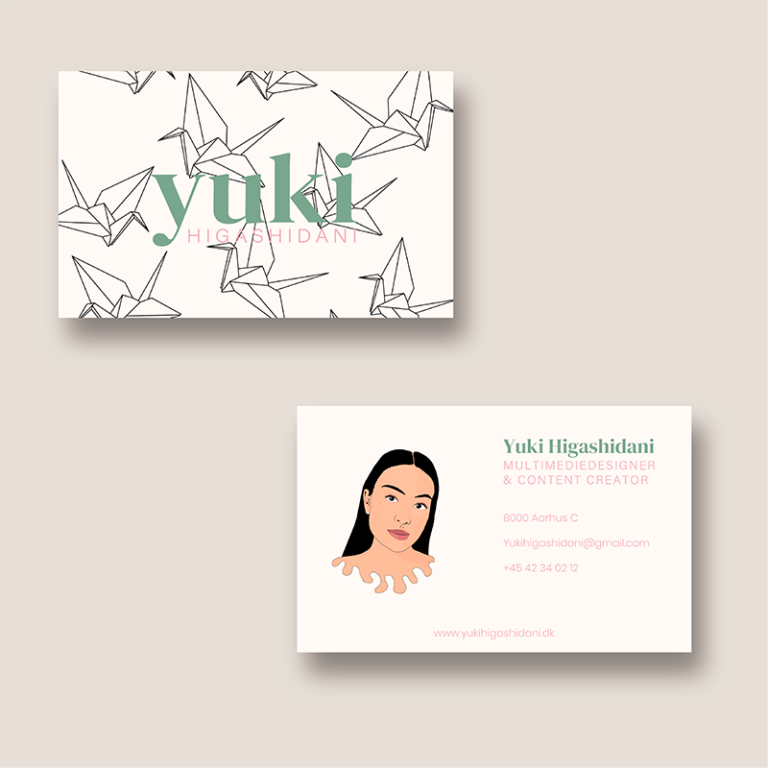 yuki
HIGASHIDANI
Yuki Higashidani
MULTIMEDIEDESIGNER
& CONTENT CREATOR
8000 Aarhus C
Yukihigashidani@gmail.com
+45 42 34 02 12
www.yukihigashidani.dk